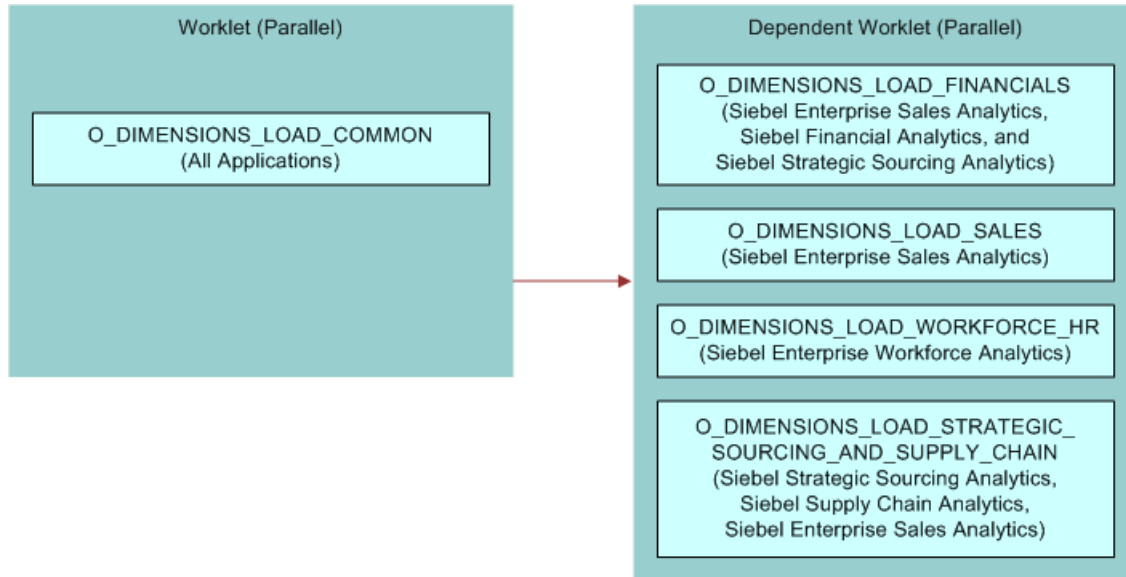 Worklet (Parallel)
O_DIMENSIONS_LOAD_COMMON
(All Applications)
Dependent Worklet (Parallel)
O_DIMENSIONS_LOAD_FINANCIALS
(Siebel Enterprise Sales Analytics,
Siebel Financial Analytics, and
Siebel Strategic Sourcing Analytics)
O_DIMENSIONS_LOAD_SALES
(Siebel Enterprise Sales Analytics)
O_DIMENSIONS_LOAD_WORKFORCE_HR
(Siebel Enterprise Workforce Analytics)
O_DIMENSIONS_LOAD_STRATEGIC_
SOURCING_AND_SUPPLY_CHAIN
(Siebel Strategic Sourcing Analytics,
Siebel Supply Chain Analytics,
Siebel Enterprise Sales Analytics)